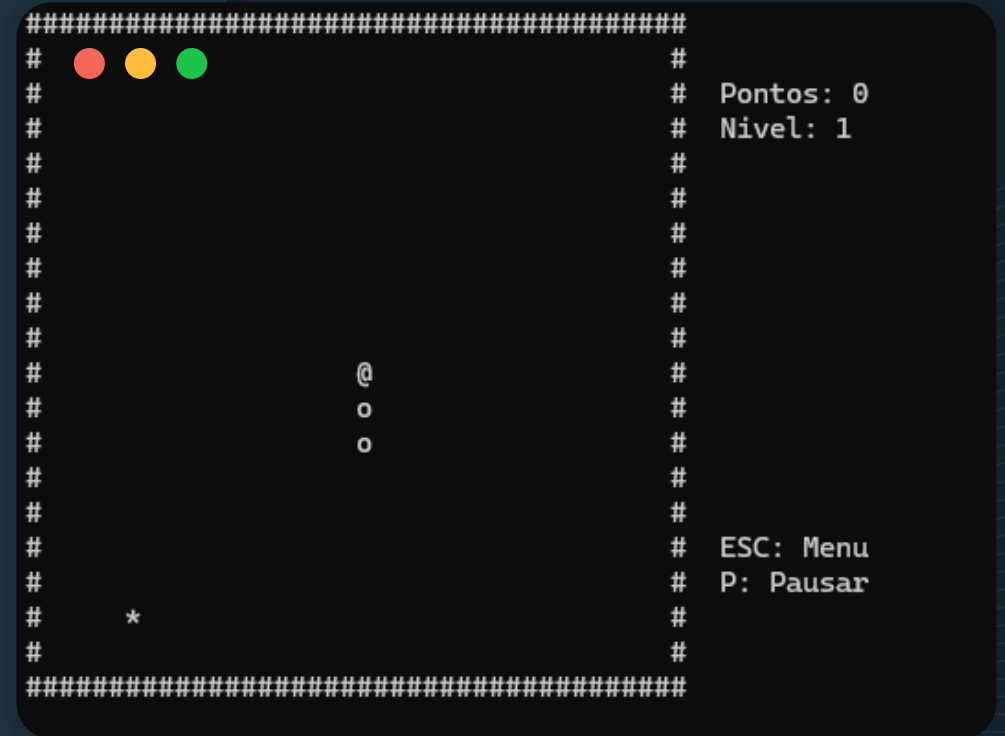 ########################################
#                                      #
#                                      #  Pontos: 0
#                                      #  Nivel: 1
#                                      #
#                                      #
#                                      #
#                                      #
#                                      #
#                                      #
#                   @                  #
#                   o                  #
#                   o                  #
#                                      #
#                                      #
#                                      #  ESC: Menu
#                                      #  P: Pausar
#     *                                #
#                                      #
########################################